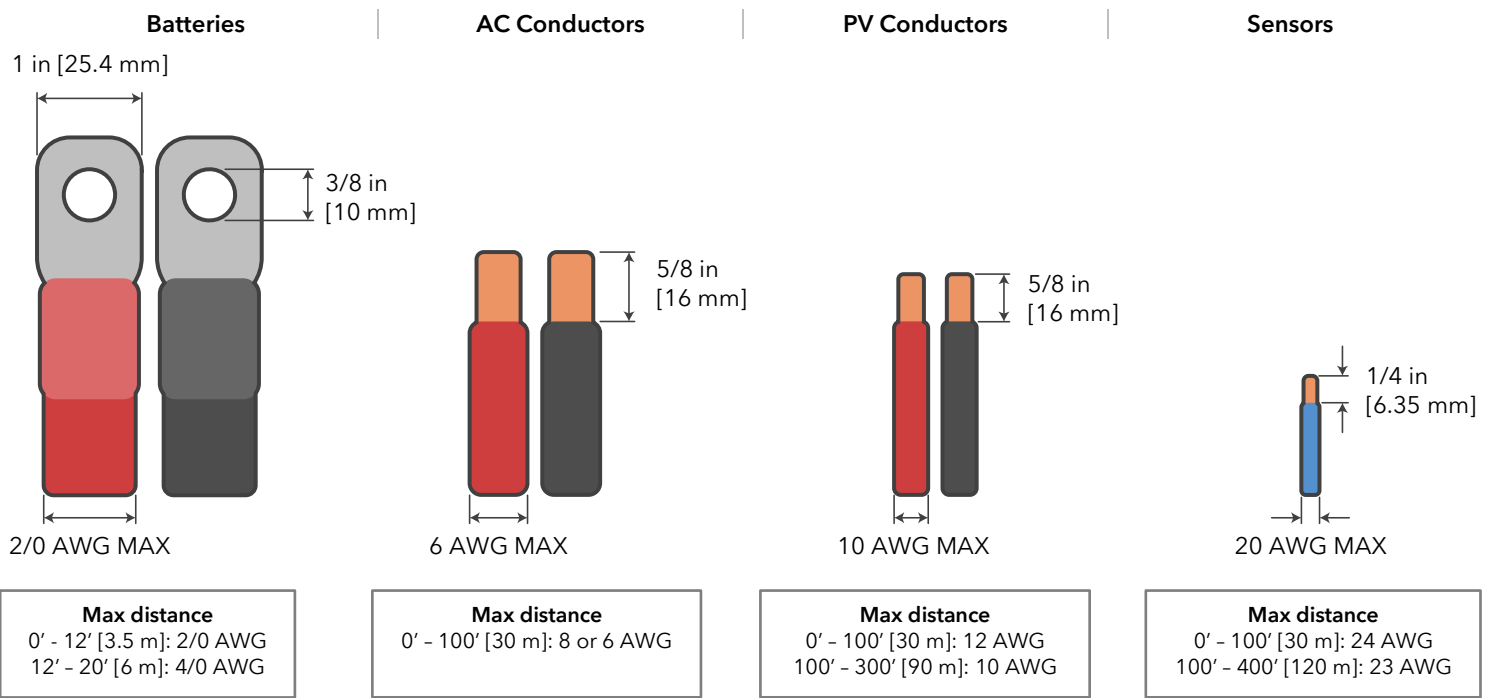 Batteries
AC Conductors
PV Conductors
Sensors
1 in [25.4 mm]
3/8 in
[10 mm]
5/8 in
[16 mm]
5/8 in
[16 mm]
1/4 in
[6.35 mm]
2/0 AWG MAX
6 AWG MAX
10 AWG MAX
20 AWG MAX
Max distance
0’ - 12’ [3.5 m]: 2/0 AWG
12’ – 20’ [6 m]: 4/0 AWG
Max distance
0’ – 100’ [30 m]: 8 or 6 AWG
Max distance
0’ – 100’ [30 m]: 12 AWG
100’ – 300’ [90 m]: 10 AWG
Max distance
0’ – 100’ [30 m]: 24 AWG
100’ – 400’ [120 m]: 23 AWG